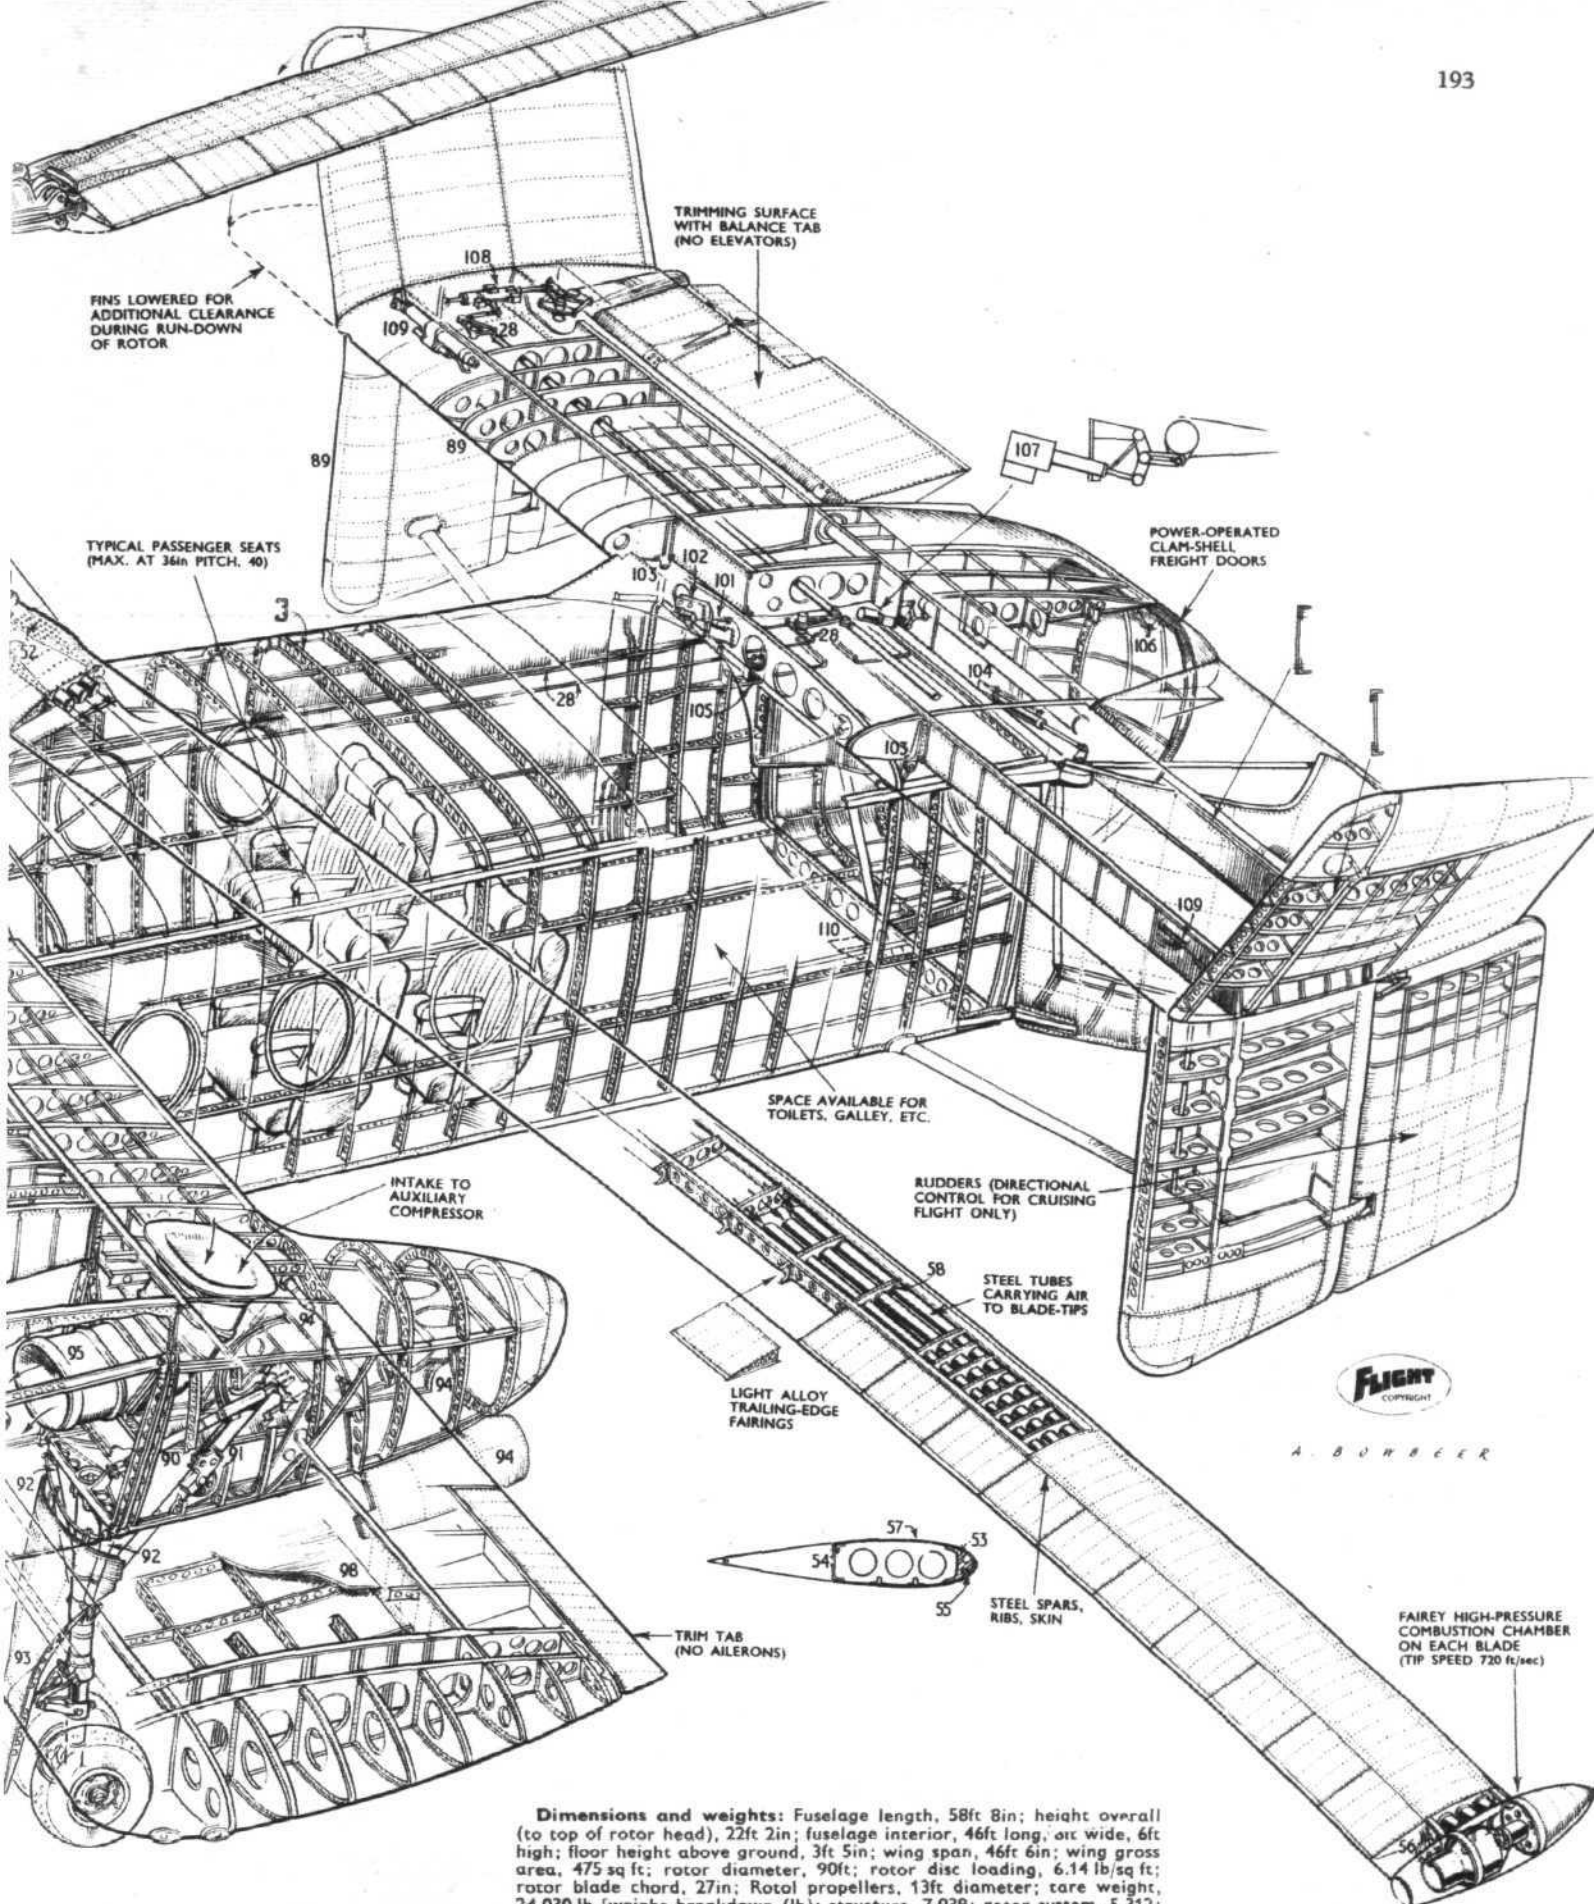 193
TRIMMING SURFACE
WITH BALANCE TAB
(NO ELEVATORS)
108
FINS LOWERED FOR
ADDITIONAL CLEARANCE
DURING RUN-DOWN
OF ROTOR
109
28
89
89
107
TYPICAL PASSENGER SEATS
(MAX. AT 36in PITCH, 40)
POWER-OPERATED
CLAM-SHELL
FREIGHT DOORS
102
103
101
3
28
106
52
104
28
105
103
109
110
SPACE AVAILABLE FOR
TOILETS, GALLEY, ETC.
INTAKE TO
AUXILIARY
COMPRESSOR
RUDDERS (DIRECTIONAL
CONTROL FOR CRUISING
FLIGHT ONLY)
58
STEEL TUBES
CARRYING AIR
TO BLADE-TIPS
94
95
94
FLIGHT
COPYRIGHT
LIGHT ALLOY
TRAILING-EDGE
FAIRINGS
A. BOWBEER
90
91
94
92
57
53
54
55
92
98
STEEL SPARS,
RIBS, SKIN
FAIREY HIGH-PRESSURE
COMBUSTION CHAMBER
ON EACH BLADE
(TIP SPEED 720 ft/sec)
TRIM TAB
(NO AILERONS)
93
56
Dimensions and weights: Fuselage length, 58ft 8in; height overall
(to top of rotor head), 22ft 2in; fuselage interior, 46ft long, wide, 6ft
high; floor height above ground, 3ft 5in; wing span, 46ft 6in; wing gross
area, 475 sq ft; rotor diameter, 90ft; rotor disc loading, 6.14 lb/sq ft;
rotor blade chord, 27in; Rotol propellers, 13ft diameter; tare weight,